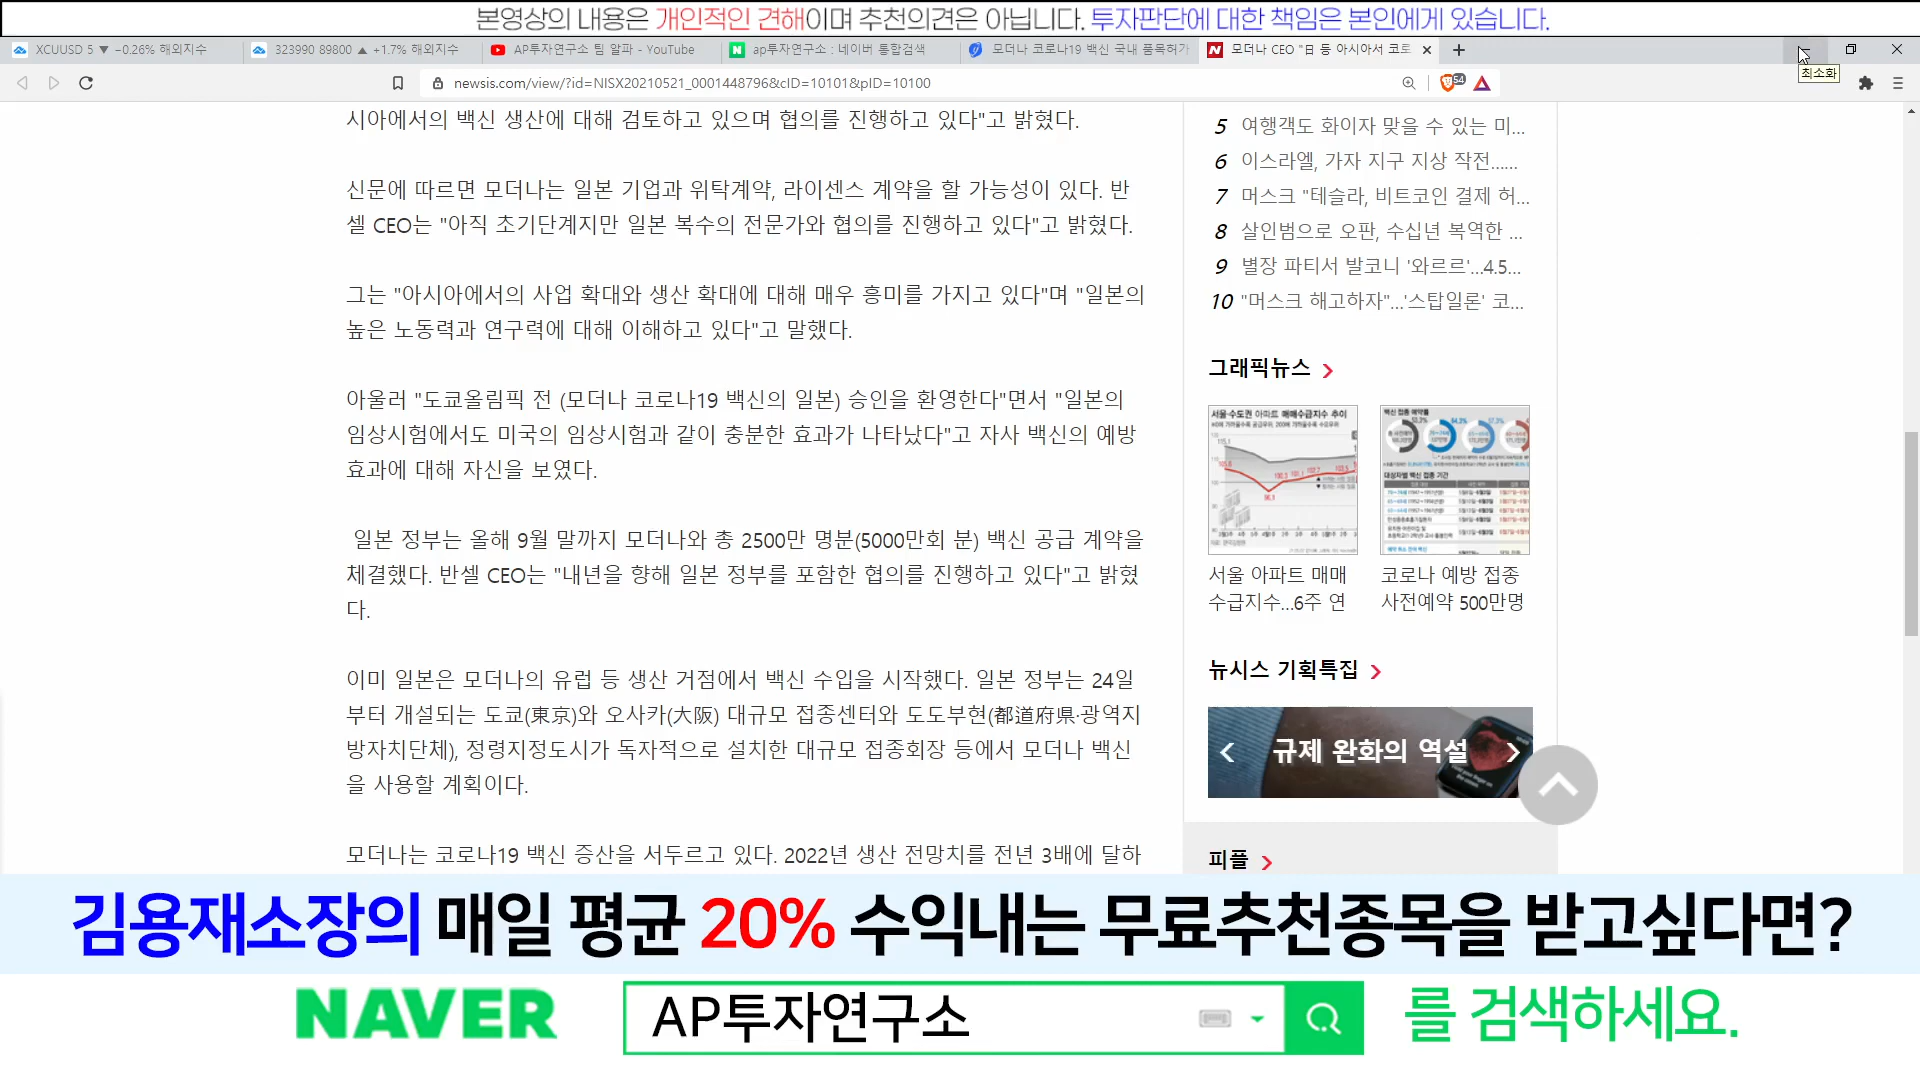 본영상의 내용은 개인적인 견해이며 추천의견은 아닙니다. 투자판단에 대한 책임은 본인에게 있습니다.
XCUUSD 5 ▼ −0.26% 해외지수
323990 89800 ▲ +1.7% 해외지수
AP투자연구소 팀 알파 - YouTube
ap투자연구소 : 네이버 통합검색
모더나 코로나19 백신 국내 품목허가
모더나 CEO "日 등 아시아서 코로
최소화
newsis.com/view/?id=NISX20210521_0001448796&cID=10101&pID=10100
54
시아에서의 백신 생산에 대해 검토하고 있으며 협의를 진행하고 있다"고 밝혔다.
신문에 따르면 모더나는 일본 기업과 위탁계약, 라이센스 계약을 할 가능성이 있다. 반
셀 CEO는 "아직 초기단계지만 일본 복수의 전문가와 협의를 진행하고 있다"고 밝혔다.
그는 "아시아에서의 사업 확대와 생산 확대에 대해 매우 흥미를 가지고 있다"며 "일본의
높은 노동력과 연구력에 대해 이해하고 있다"고 말했다.
아울러 "도쿄올림픽 전 (모더나 코로나19 백신의 일본) 승인을 환영한다"면서 "일본의
임상시험에서도 미국의 임상시험과 같이 충분한 효과가 나타났다"고 자사 백신의 예방
효과에 대해 자신을 보였다.
일본 정부는 올해 9월 말까지 모더나와 총 2500만 명분(5000만회 분) 백신 공급 계약을
체결했다. 반셀 CEO는 "내년을 향해 일본 정부를 포함한 협의를 진행하고 있다"고 밝혔
다.
이미 일본은 모더나의 유럽 등 생산 거점에서 백신 수입을 시작했다. 일본 정부는 24일
부터 개설되는 도쿄(東京)와 오사카(大阪) 대규모 접종센터와 도도부현(都道府県·광역지
방자치단체), 정령지정도시가 독자적으로 설치한 대규모 접종회장 등에서 모더나 백신
을 사용할 계획이다.
모더나는 코로나19 백신 증산을 서두르고 있다. 2022년 생산 전망치를 전년 3배에 달하
5 여행객도 화이자 맞을 수 있는 미...
6 이스라엘, 가자 지구 지상 작전......
7 머스크 "테슬라, 비트코인 결제 허...
8 살인범으로 오판, 수십년 복역한 ...
9 별장 파티서 발코니 '와르르'...4.5...
10 "머스크 해고하자"...'스탑일론' 코...
그래픽뉴스
서울·수도권 아파트 매매수급지수 추이
백신 접종 예약률
대상자별 백신 접종 기간
서울 아파트 매매
수급지수...6주 연
코로나 예방 접종
사전예약 500만명
뉴시스 기획특집
규제 완화의 역설
피플
김용재소장의 매일 평균 20% 수익내는 무료추천종목을 받고싶다면?
NAVER AP투자연구소 를 검색하세요.